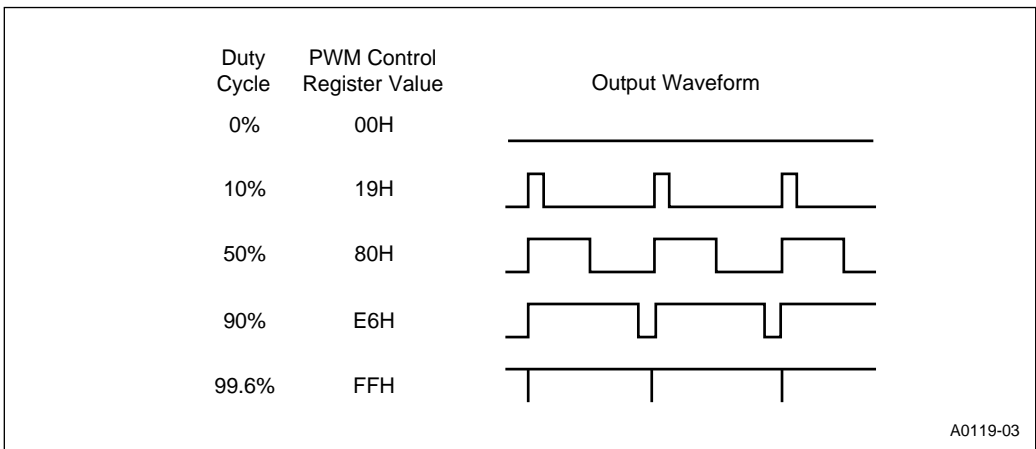 Duty Cycle PWM Control Register Value Output Waveform
0% 00H
10% 19H
50% 80H
90% E6H
99.6% FFH
A0119-03